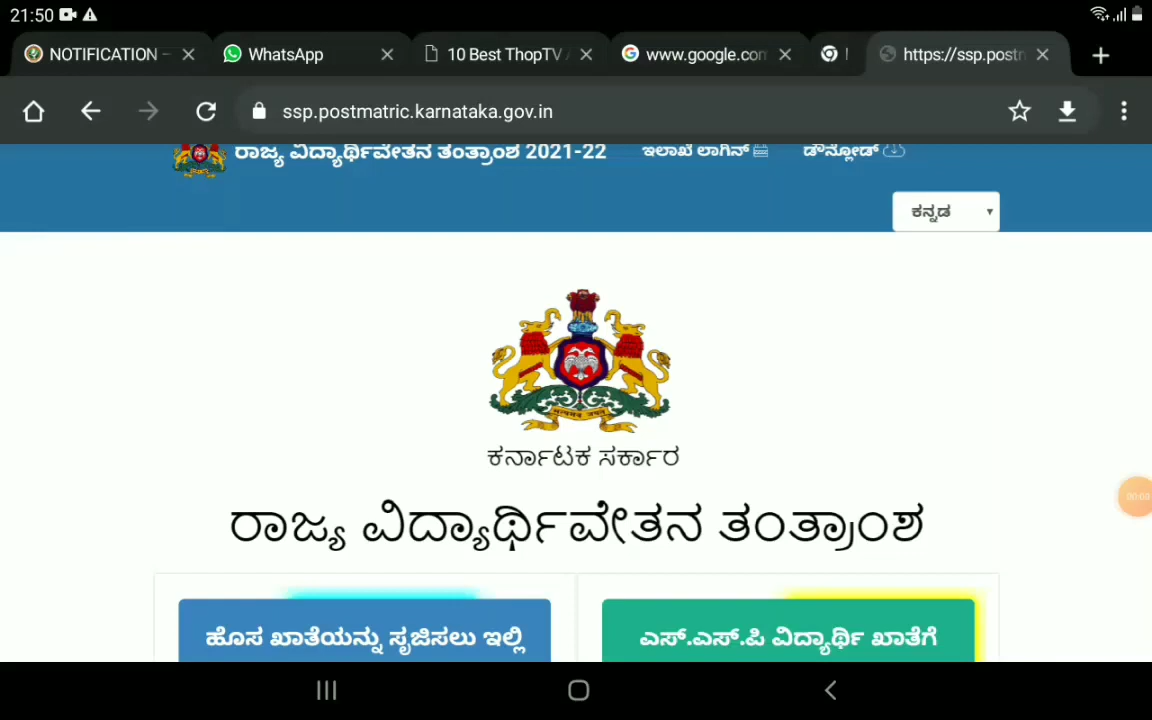 21:50
NOTIFICATION -
WhatsApp
10 Best ThopTV
www.google.com
https://ssp.postm
ssp.postmatric.karnataka.gov.in
ರಾಜ್ಯ ವಿದ್ಯಾರ್ಥಿವೇತನ ತಂತ್ರಾಂಶ 2021-22 ಇಲಾಖೆ ಲಾಗಿನ್ ಡೌನ್ಲೋಡ್
ಕನ್ನಡ
ಕರ್ನಾಟಕ ಸರ್ಕಾರ
ರಾಜ್ಯ ವಿದ್ಯಾರ್ಥಿವೇತನ ತಂತ್ರಾಂಶ
ಹೊಸ ಖಾತೆಯನ್ನು ಸೃಜಿಸಲು ಇಲ್ಲಿ
ಎಸ್.ಎಸ್.ಪಿ ವಿದ್ಯಾರ್ಥಿ ಖಾತೆಗೆ